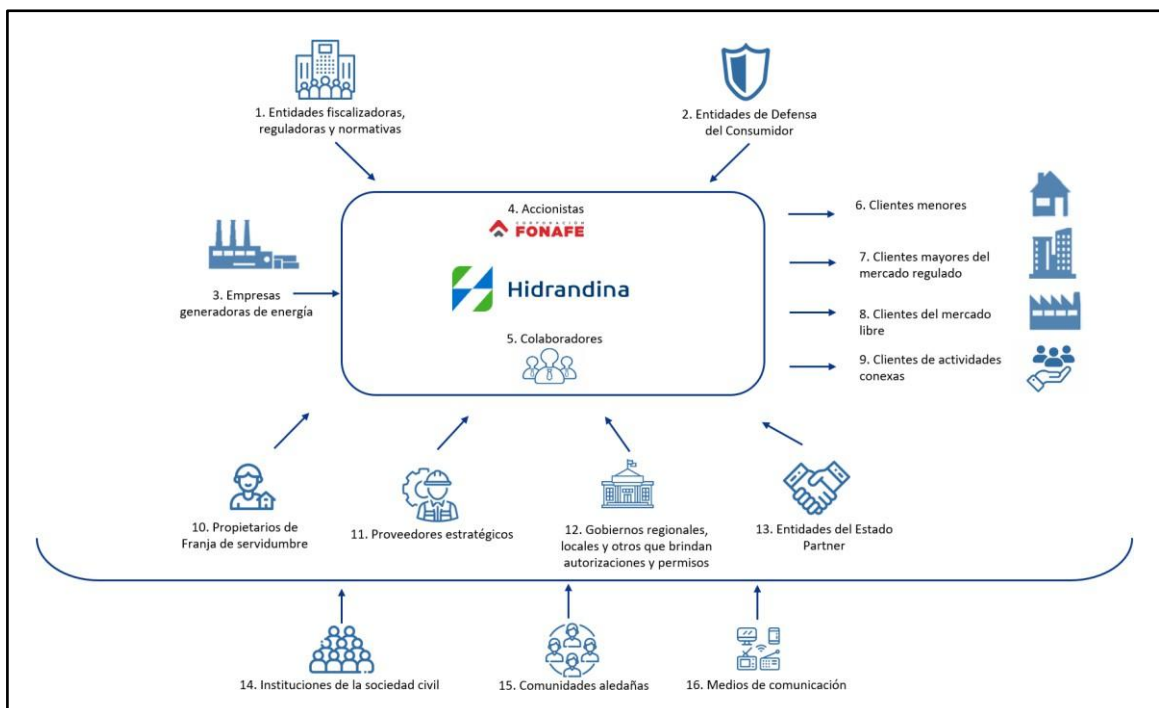 1. Entidades fiscalizadoras,
reguladoras y normativas
2. Entidades de Defensa
del Consumidor
3. Empresas
generadoras de energía
4. Accionistas
CORPORACIÓN
FONAFE
Hidrandina
5. Colaboradores
6. Clientes menores
7. Clientes mayores del
mercado regulado
8. Clientes del mercado
libre
9. Clientes de actividades
conexas
10. Propietarios de
Franja de servidumbre
11. Proveedores estratégicos
12. Gobiernos regionales,
locales y otros que brindan
autorizaciones y permisos
13. Entidades del Estado
Partner
14. Instituciones de la sociedad civil
15. Comunidades aledañas
16. Medios de comunicación